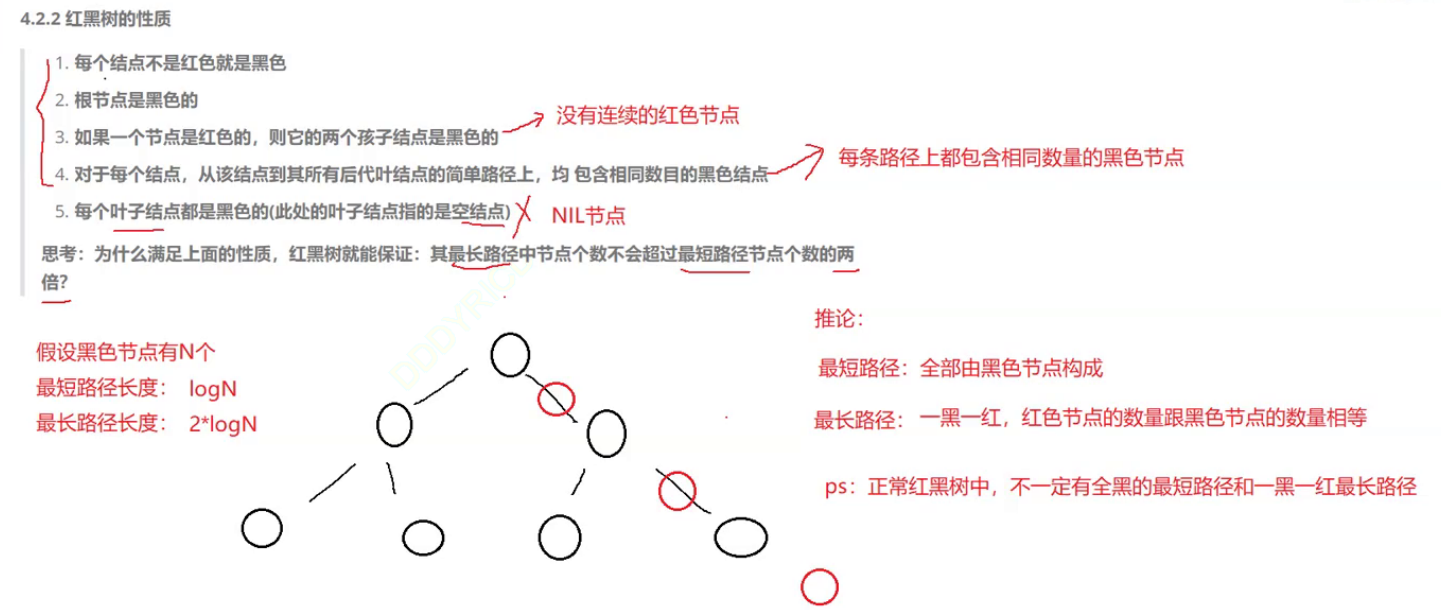 4.2.2 红黑树的性质
1. 每个结点不是红色就是黑色
2. 根节点是黑色的
没有连续的红色节点
3. 如果一个节点是红色的，则它的两个孩子结点是黑色的
每条路径上都包含相同数量的黑色节点
4. 对于每个结点，从该结点到其所有后代叶结点的简单路径上，均 包含相同数目的黑色结点
5. 每个叶子结点都是黑色的(此处的叶子结点指的是空结点)
NIL节点
思考：为什么满足上面的性质，红黑树就能保证：其最长路径中节点个数不会超过最短路径节点个数的两
倍？
推论：
假设黑色节点有N个
最短路径：全部由黑色节点构成
最短路径长度： logN
最长路径：一黑一红，红色节点的数量跟黑色节点的数量相等
最长路径长度： 2*logN
ps：正常红黑树中，不一定有全黑的最短路径和一黑一红最长路径